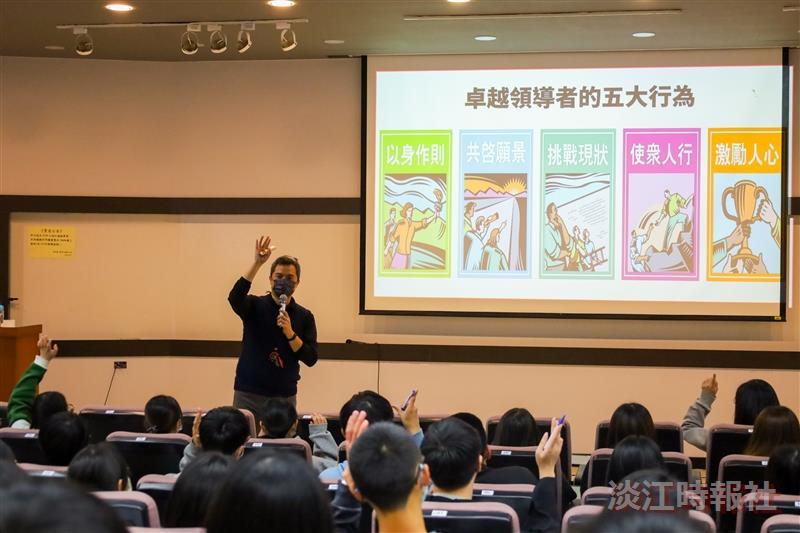 卓越領導者的五大行為
以身作則
共啓願景
挑戰現狀
使眾人行
激勵人心
淡江時報社